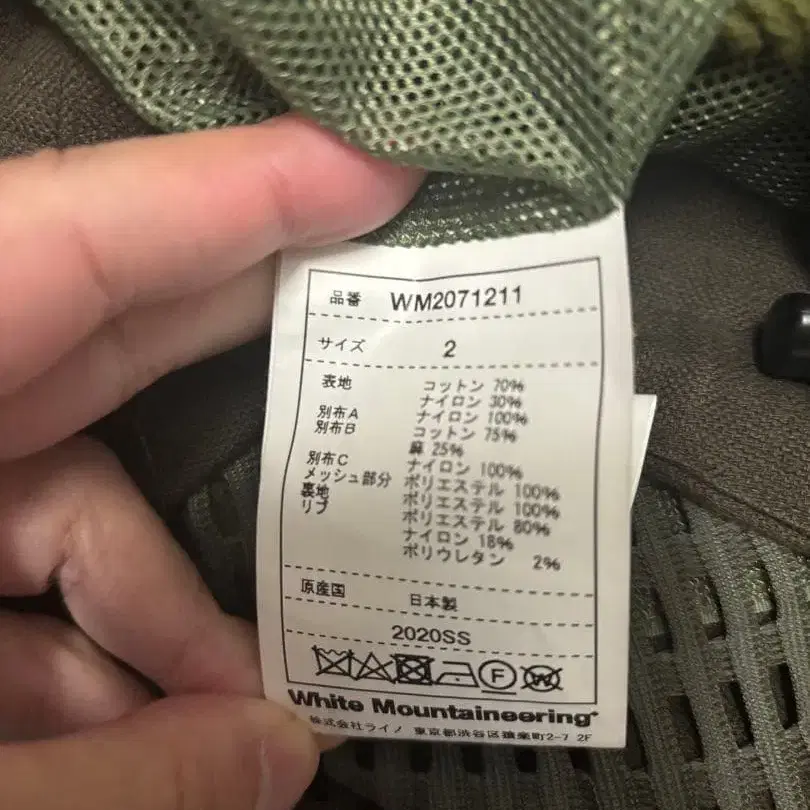 品番 WM2071211
サイズ 2
表地 コットン 70%
ナイロン 30%
別布A ナイロン 100%
別布B コットン 75%
麻 25%
別布C ナイロン 100%
メッシュ部分 ポリエステル 100%
裏地 ポリエステル 100%
リブ ポリエステル 80%
ナイロン 18%
ポリウレタン 2%
原産国 日本製
2020SS
F W
White Mountaineering
株式会社ライノ 東京都渋谷区猿楽町2-7 2F